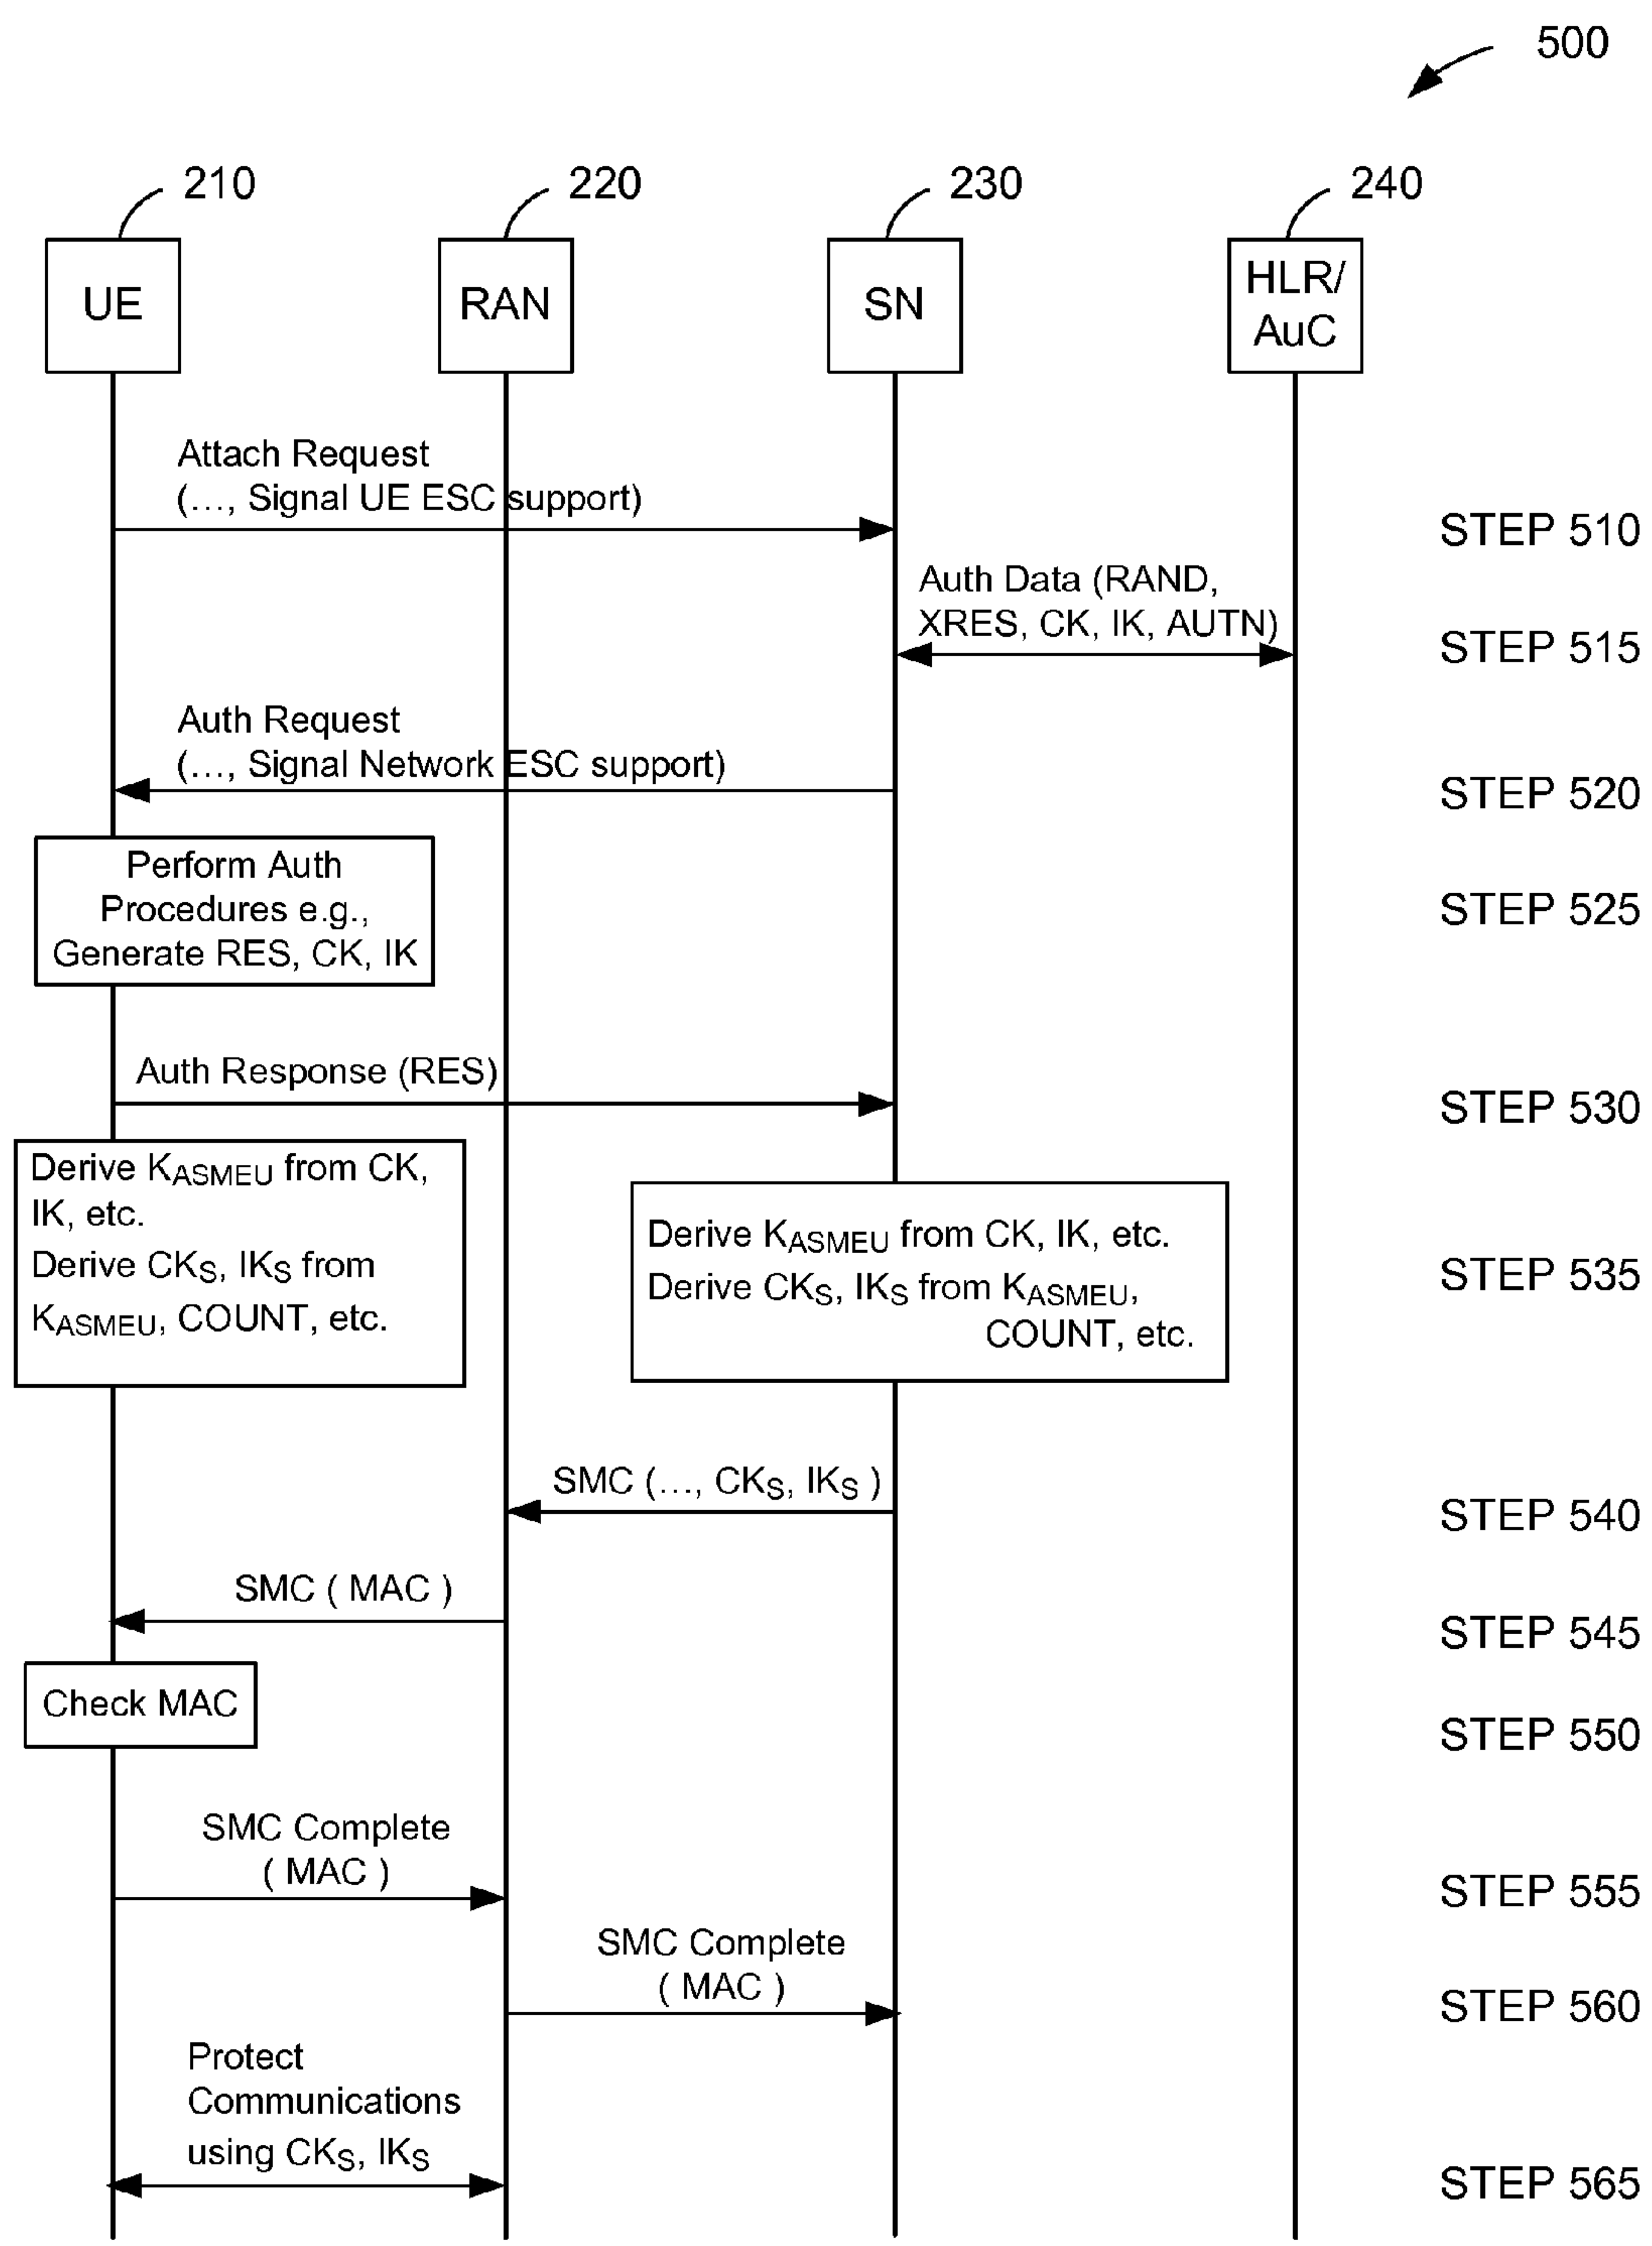 500
210
220
230
240
UE
RAN
SN
HLR/
AuC
Attach Request
(…, Signal UE ESC support)
STEP 510
Auth Data (RAND,
XRES, CK, IK, AUTN)
STEP 515
Auth Request
(…, Signal Network ESC support)
STEP 520
Perform Auth
Procedures e.g.,
Generate RES, CK, IK
STEP 525
Auth Response (RES)
STEP 530
Derive KASMEU from CK,
IK, etc.
Derive CKS, IKS from
KASMEU, COUNT, etc.
Derive KASMEU from CK, IK, etc.
Derive CKS, IKS from KASMEU,
COUNT, etc.
STEP 535
SMC (…, CKS, IKS )
STEP 540
SMC ( MAC )
STEP 545
Check MAC
STEP 550
SMC Complete
( MAC )
STEP 555
SMC Complete
( MAC )
STEP 560
Protect
Communications
using CKS, IKS
STEP 565